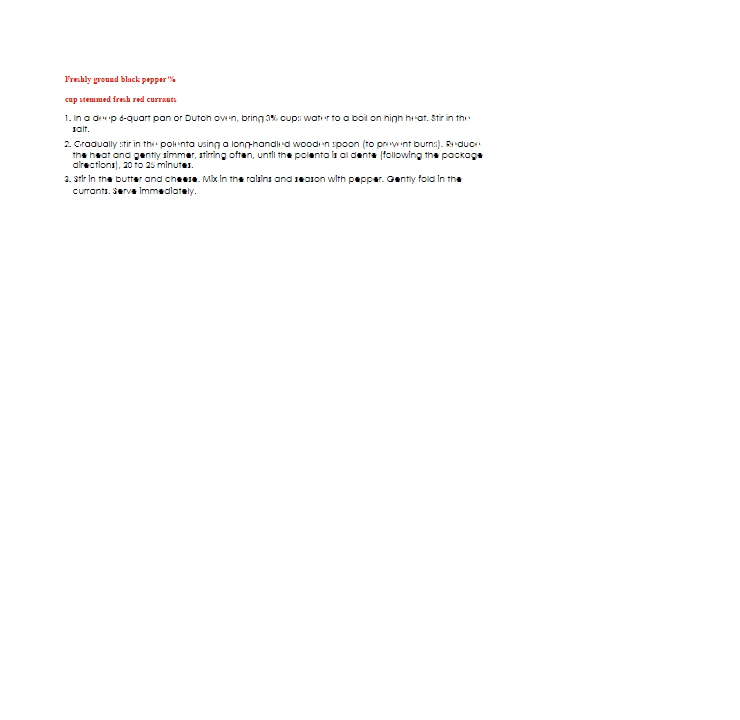 Freshly ground black pepper %
cup stemmed fresh red currants
1. In a deep 6-quart pan or Dutch oven, bring 3% cups water to a boil on high heat. Stir in the
salt.
2. Gradually stir in the polenta using a long-handled wooden spoon (to prevent burns). Reduce
the heat and gently simmer, stirring often, until the polenta is al dente (following the package
directions), 20 to 25 minutes.
3. Stir in the butter and cheese. Mix in the raisins and season with pepper. Gently fold in the
currants. Serve immediately.